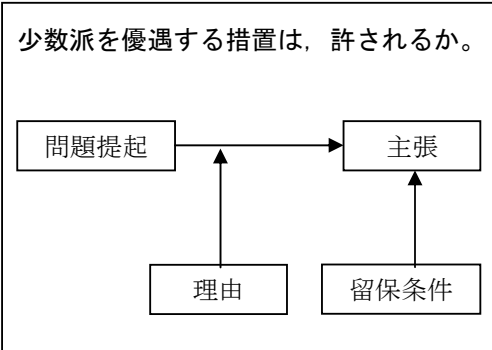 少数派を優遇する措置は，許されるか。
問題提起
主張
理由
留保条件